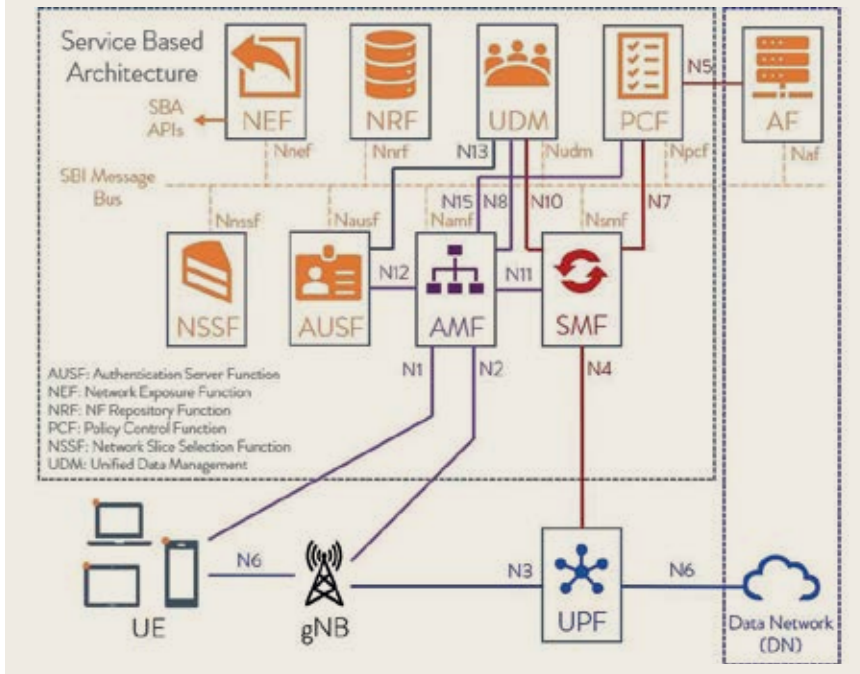 Service Based
Architecture
SBA
APIs
NEF
NRF
UDM
PCF
N5
AF
Nnef
Nnrf
N13
Nudm
Npcf
Naf
SBI Message
Bus
Nnssf
Nausf
N15
N8
Namf
N10
Nsmf
N7
NSSF
AUSF
N12
AMF
N11
SMF
N1
N2
N4
AUSF: Authentication Server Function
NEF: Network Exposure Function
NRF: NF Repository Function
PCF: Policy Control Function
NSSF: Network Slice Selection Function
UDM: Unified Data Management
UE
N6
gNB
N3
UPF
N6
Data Network
(DN)